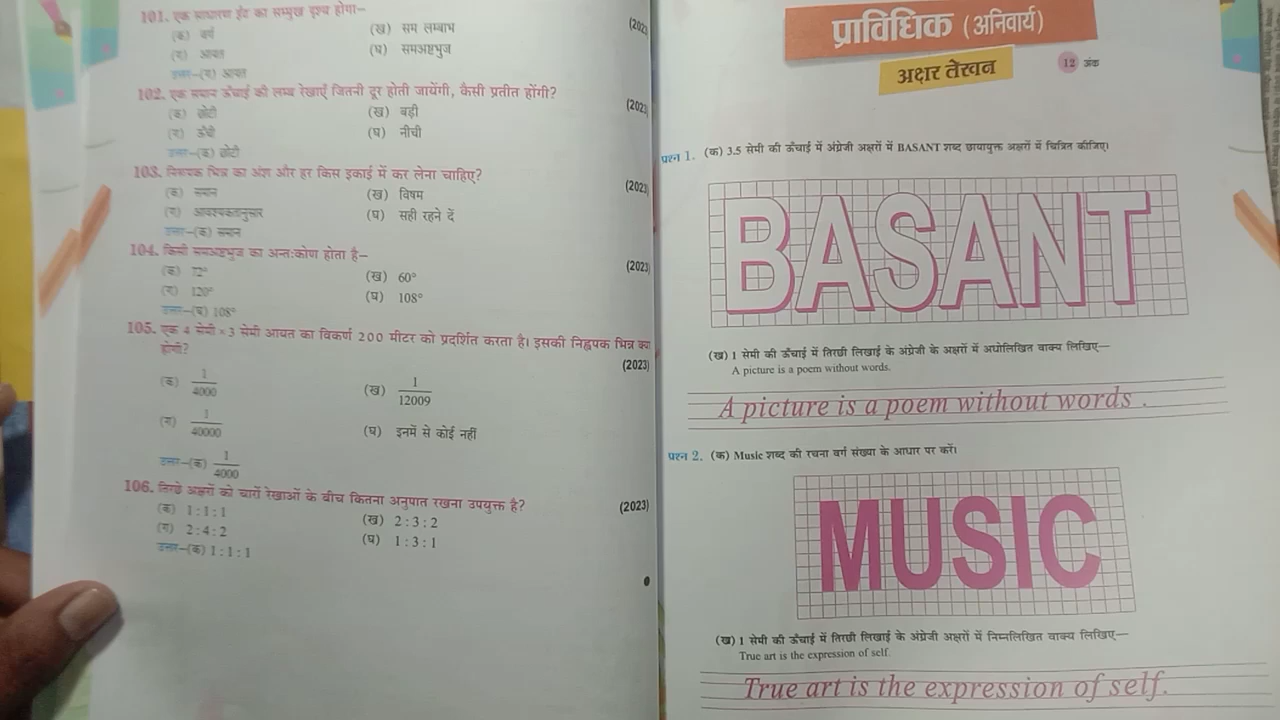 101. एक साधारण ईंट का सम्मुख दृश्य होगा—
(2023)
(क) वर्ग (ख) सम लम्बाभ
(ग) आयत (घ) समअष्टभुज
उत्तर—(ग) आयत
102. एक समान ऊँचाई की लम्ब रेखाएँ जितनी दूर होती जायेंगी, कैसी प्रतीत होंगी?
(2023)
(क) छोटी (ख) बड़ी
(ग) ऊँची (घ) नीची
उत्तर—(क) छोटी
103. निरूपक भिन्न का अंश और हर किस इकाई में कर लेना चाहिए?
(2023)
(क) समान (ख) विषम
(ग) आवश्यकतानुसार (घ) सही रहने दें
उत्तर—(क) समान
104. किसी समअष्टभुज का अन्तःकोण होता है—
(2023)
(क) 72° (ख) 60°
(ग) 120° (घ) 108°
उत्तर—(घ) 108°
105. एक 4 सेमी × 3 सेमी आयत का विकर्ण 200 मीटर को प्रदर्शित करता है। इसकी निरूपक भिन्न क्या
होगी?
(2023)
(क) 1/4000 (ख) 1/12009
(ग) 1/40000 (घ) इनमें से कोई नहीं
उत्तर—(क) 1/4000
106. तिरछे अक्षरों को चारों रेखाओं के बीच कितना अनुपात रखना उपयुक्त है?
(2023)
(क) 1 : 1 : 1 (ख) 2 : 3 : 2
(ग) 2 : 4 : 2 (घ) 1 : 3 : 1
उत्तर—(क) 1 : 1 : 1
प्राविधिक (अनिवार्य)
अक्षर लेखन
12 अंक
प्रश्न 1. (क) 3.5 सेमी की ऊँचाई में अंग्रेजी अक्षरों में BASANT शब्द छायायुक्त अक्षरों में चित्रित कीजिए।
BASANT
(ख) 1 सेमी की ऊँचाई में तिरछी लिखाई के अंग्रेजी के अक्षरों में अधोलिखित वाक्य लिखिए—
A picture is a poem without words.
A picture is a poem without words .
प्रश्न 2. (क) Music शब्द की रचना वर्ग संख्या के आधार पर करें।
MUSIC
(ख) 1 सेमी की ऊँचाई में तिरछी लिखाई के अंग्रेजी अक्षरों में निम्नलिखित वाक्य लिखिए—
True art is the expression of self.
True art is the expression of self.